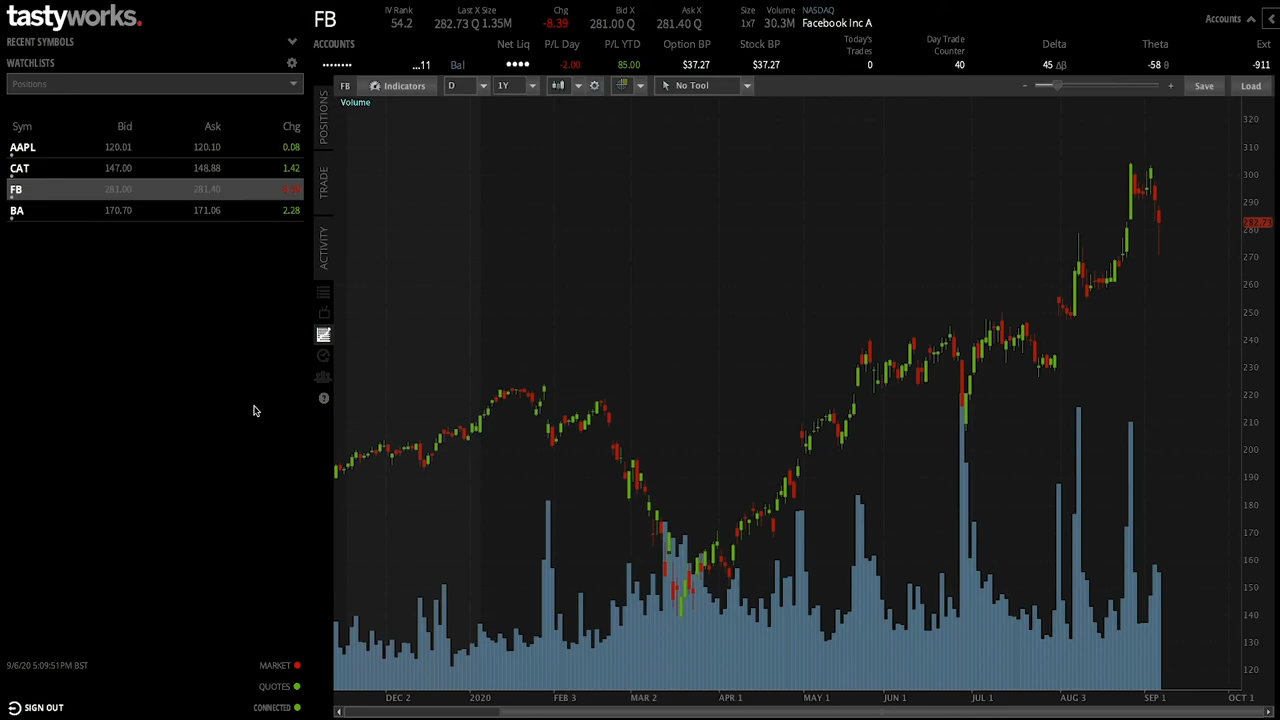 tastyworks.
RECENT SYMBOLS
WATCHLISTS
Positions
Sym Bid Ask Chg
AAPL 120.01 120.10 0.08
CAT 147.00 148.88 1.42
FB 281.00 281.40
BA 170.70 171.06 2.28
9/6/20 5:09:51PM BST
MARKET
QUOTES
CONNECTED
SIGN OUT
FB
IV Rank Last X Size Chg Bid X Ask X Size Volume NASDAQ
54.2 282.73 Q 1.35M -8.39 281.00 Q 281.40 Q 1x7 30.3M Facebook Inc A
Accounts
ACCOUNTS Net Liq P/L Day P/L YTD Option BP Stock BP Today's Trades Day Trade Counter Delta Theta Ext
...11 Bal -2.00 85.00 $37.27 $37.27 0 40 45 Δβ -58 θ -911
POSITIONS
TRADE
ACTIVITY
FB Indicators D 1Y No Tool - + Save Load
Volume
320
310
300
290
282.73
280
270
260
250
240
230
220
210
200
190
180
170
160
150
140
130
120
DEC 2 2020 FEB 3 MAR 2 APR 1 MAY 1 JUN 1 JUL 1 AUG 3 SEP 1 OCT 1